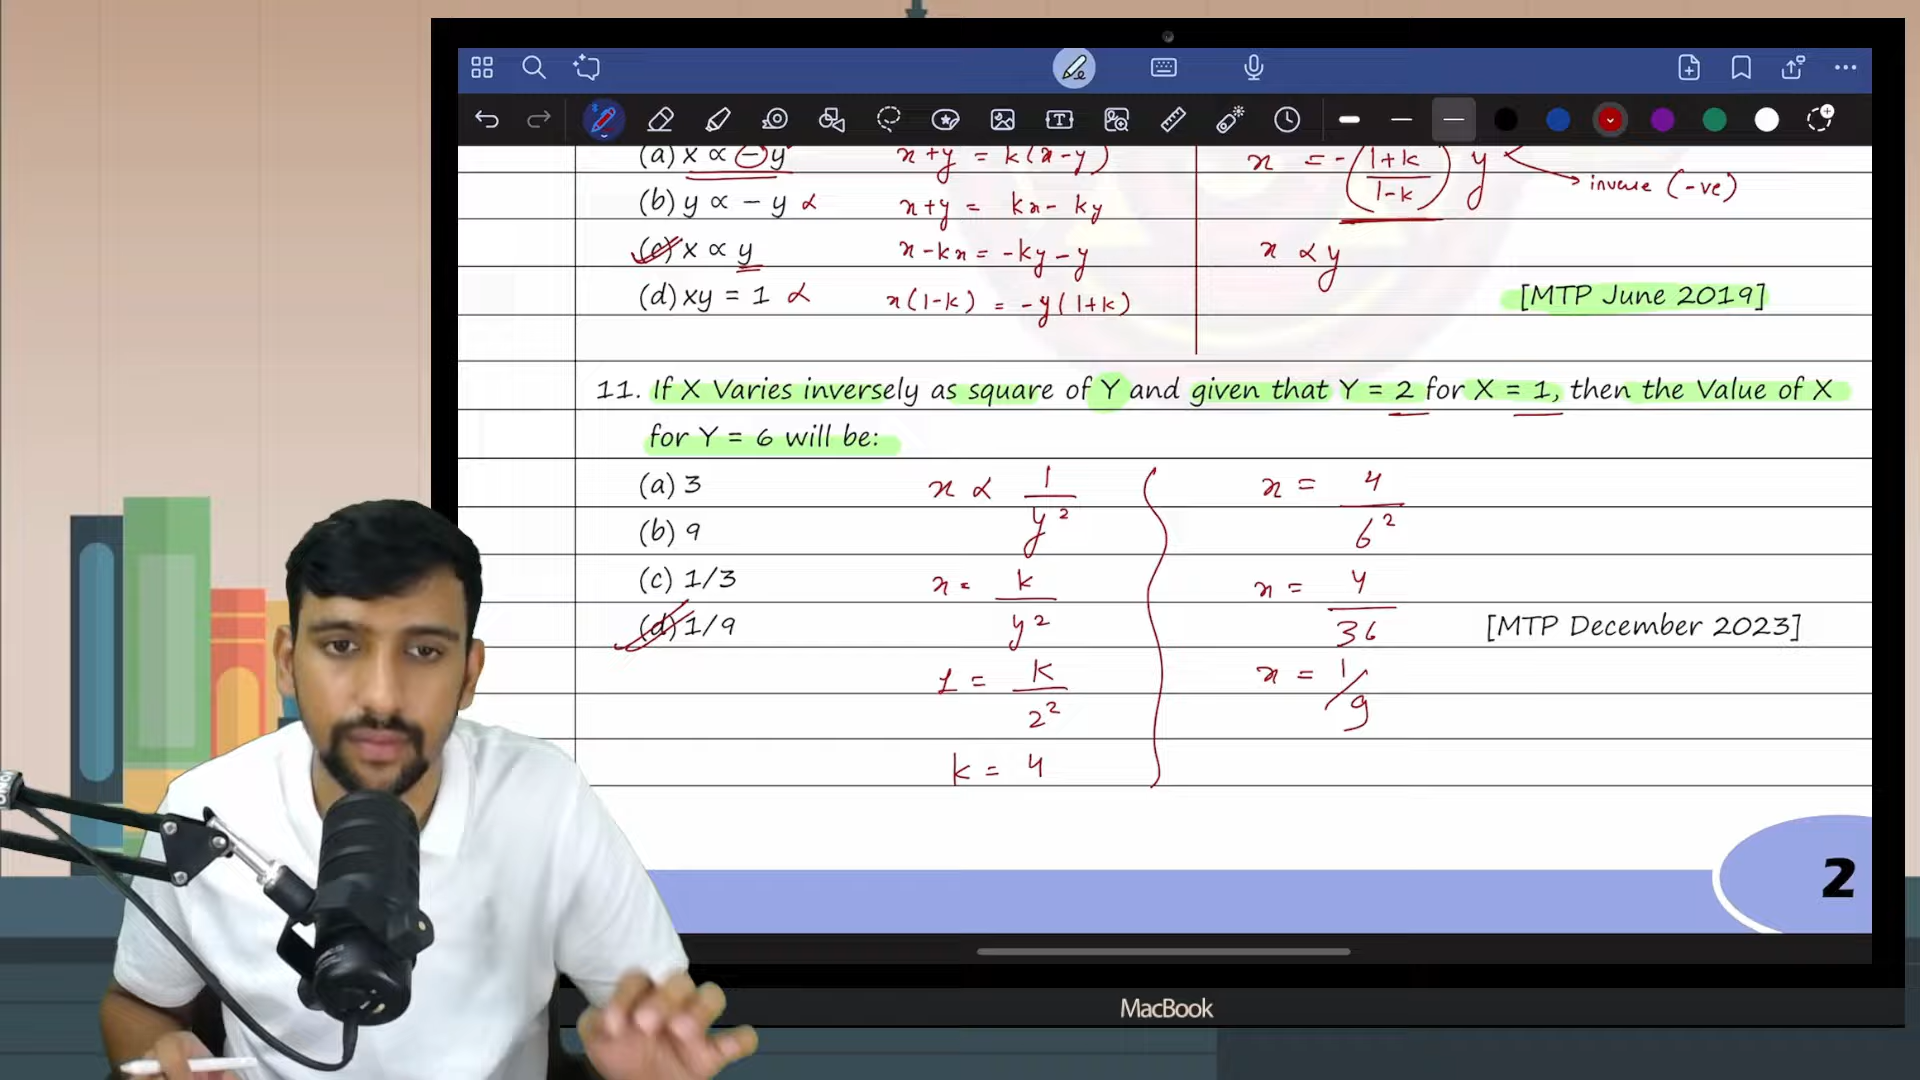 (a) x ∝ - y x + y = k(x-y) x = -(1+k/1-k) y
inverse (-ve)
(b) y ∝ - y ∝ x+y = kx - ky
(c) x ∝ y x - kx = -ky - y x ∝ y
(d) xy = 1 ∝ x(1-k) = -y(1+k) [MTP June 2019]
11. If X Varies inversely as square of Y and given that Y = 2 for X = 1, then the Value of X
for Y = 6 will be:
(a) 3
(b) 9
(c) 1/3
(d) 1/9
x ∝ 1/y²
x = k/y²
1 = k/2²
k = 4
x = 4/6²
x = 4/36
x = 1/9
[MTP December 2023]
2
MacBook